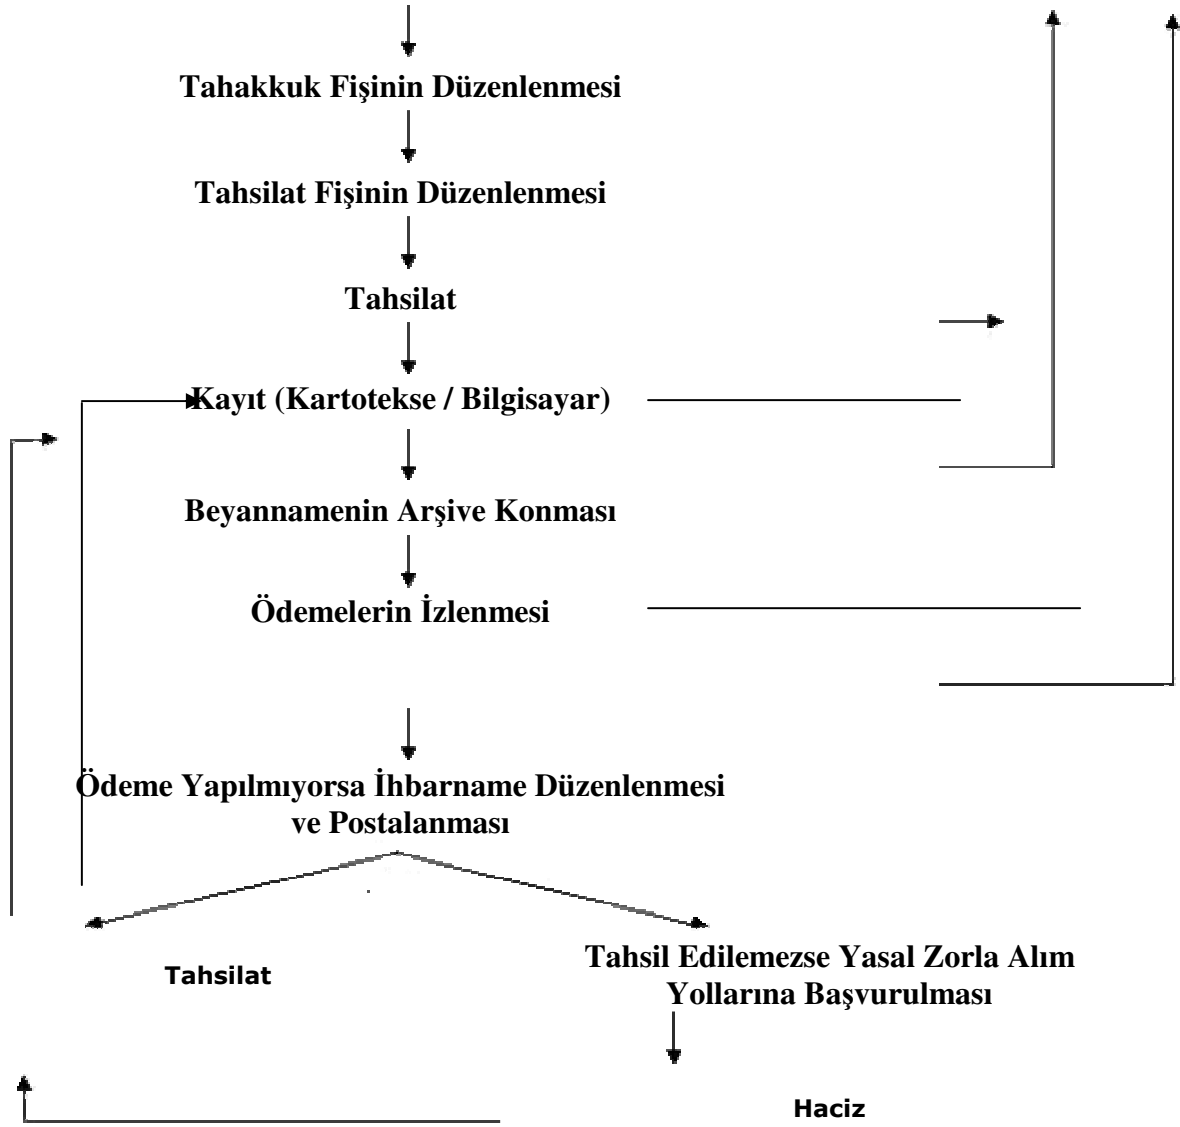 Tahakkuk Fişinin Düzenlenmesi
Tahsilat Fişinin Düzenlenmesi
Tahsilat
Kayıt (Kartotekse / Bilgisayar)
Beyannamenin Arşive Konması
Ödemelerin İzlenmesi
Ödeme Yapılmıyorsa İhbarname Düzenlenmesi
ve Postalanması
Tahsilat
Tahsil Edilemezse Yasal Zorla Alım
Yollarına Başvurulması
Haciz